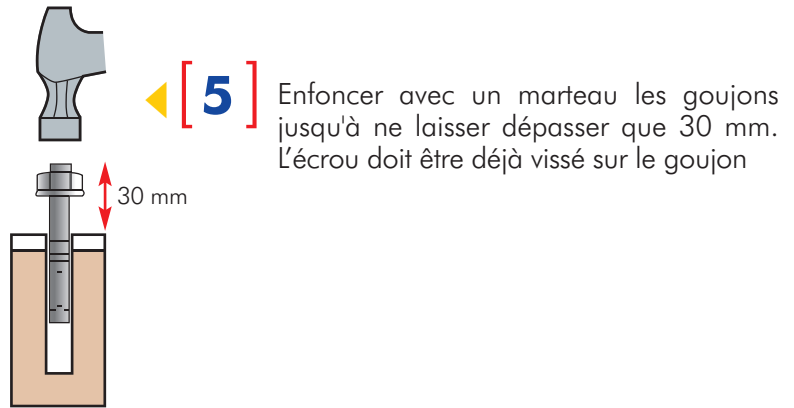 [5]
Enfoncer avec un marteau les goujons
jusqu'à ne laisser dépasser que 30 mm.
L'écrou doit être déjà vissé sur le goujon
30 mm